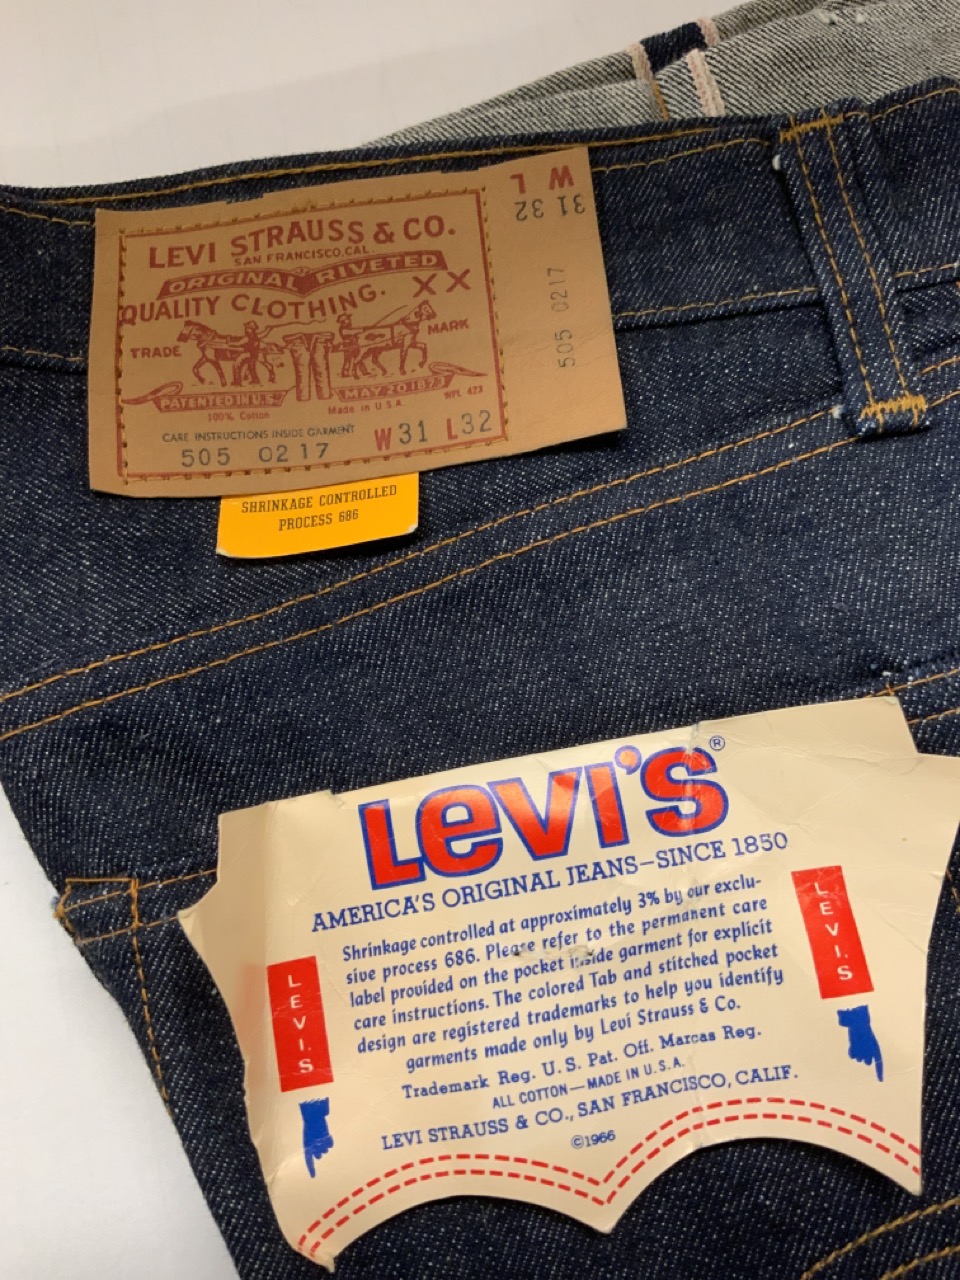 LEVI STRAUSS & CO.
SAN FRANCISCO, CAL
ORIGINAL RIVETED
QUALITY CLOTHING. XX
TRADE MARK
PATENTED IN U.S. MAY 20 1873
100% Cotton Made in U.S.A. WPL 423
CARE INSTRUCTIONS INSIDE GARMENT
505 0217 W31 L32
W L
31 32
505 0217
SHRINKAGE CONTROLLED
PROCESS 686
LEVI'S®
AMERICA'S ORIGINAL JEANS—SINCE 1850
Shrinkage controlled at approximately 3% by our exclu-
sive process 686. Please refer to the permanent care
label provided on the pocket inside garment for explicit
care instructions. The colored Tab and stitched pocket
design are registered trademarks to help you identify
garments made only by Levi Strauss & Co.
Trademark Reg. U. S. Pat. Off. Marcas Reg.
ALL COTTON—MADE IN U.S.A.
LEVI STRAUSS & CO., SAN FRANCISCO, CALIF.
©1966
LEVI'S
LEVI'S